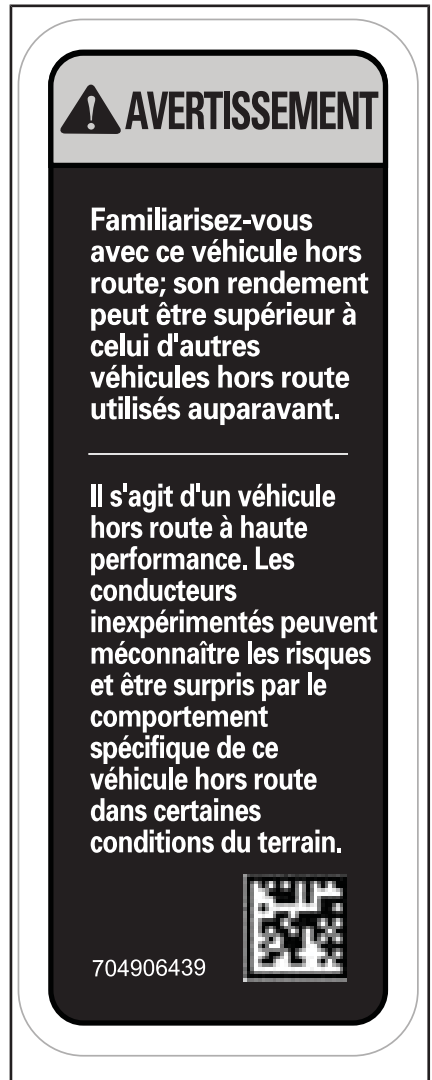 AVERTISSEMENT
Familiarisez-vous
avec ce véhicule hors
route; son rendement
peut être supérieur à
celui d'autres
véhicules hors route
utilisés auparavant.
Il s'agit d'un véhicule
hors route à haute
performance. Les
conducteurs
inexpérimentés peuvent
méconnaître les risques
et être surpris par le
comportement
spécifique de ce
véhicule hors route
dans certaines
conditions du terrain.
704906439